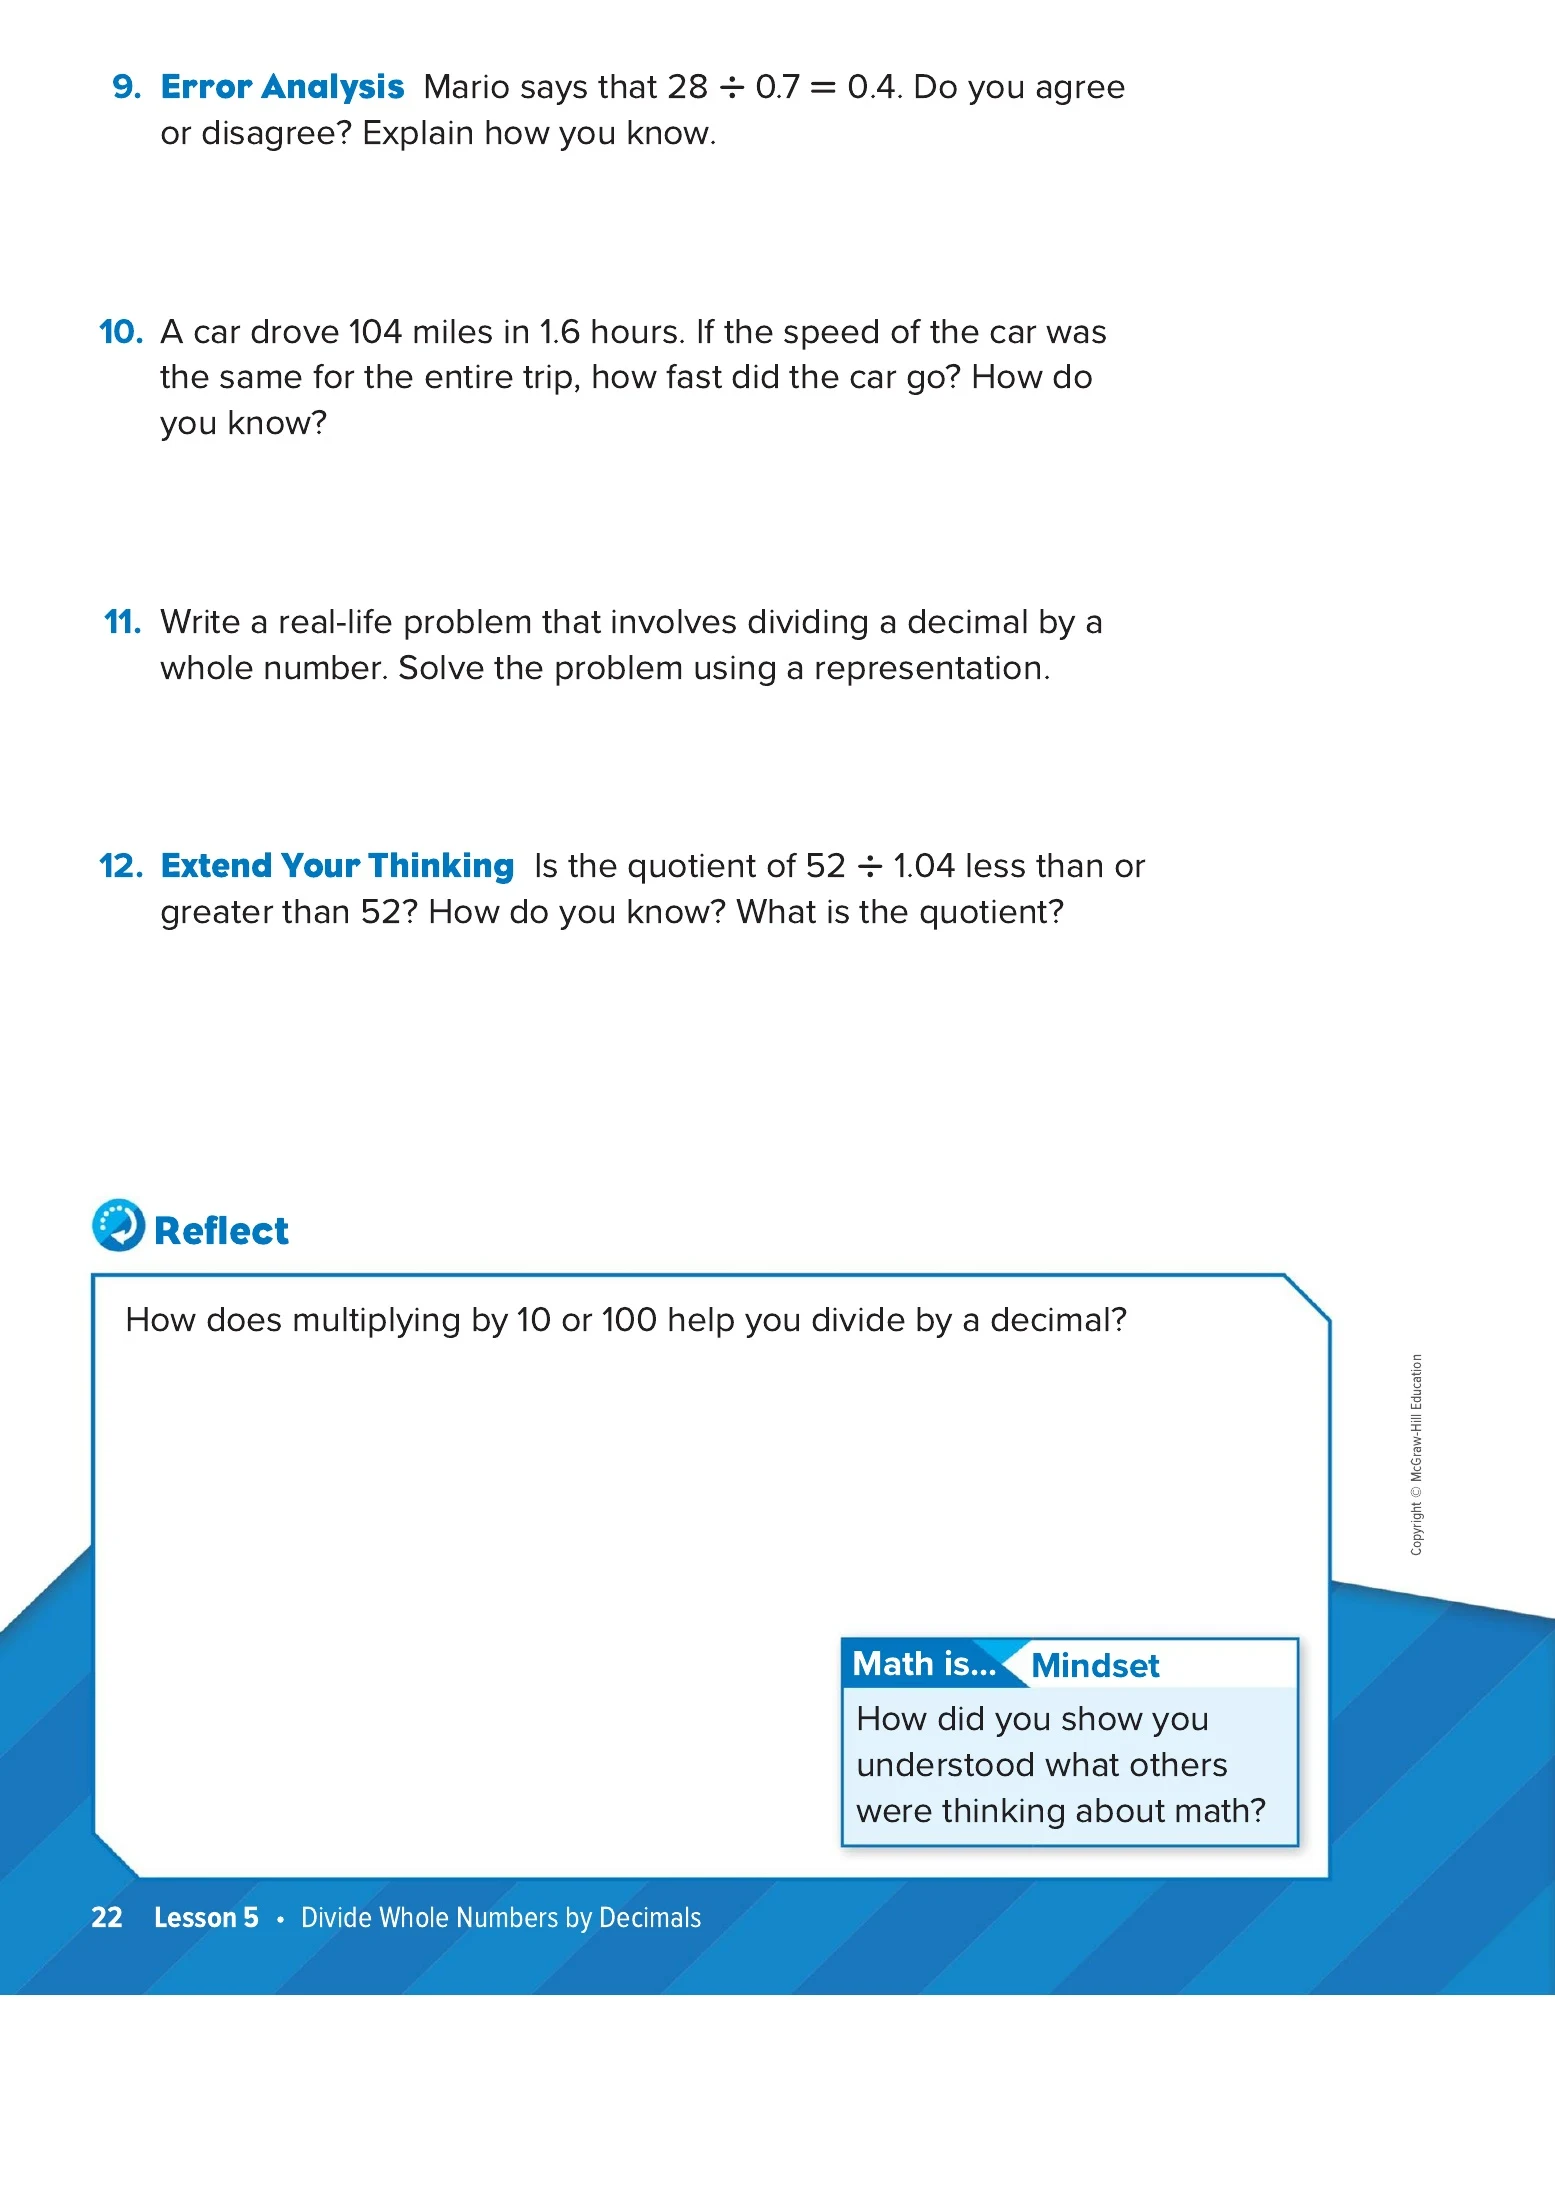 9. Error Analysis Mario says that 28 ÷ 0.7 = 0.4. Do you agree
or disagree? Explain how you know.
10. A car drove 104 miles in 1.6 hours. If the speed of the car was
the same for the entire trip, how fast did the car go? How do
you know?
11. Write a real-life problem that involves dividing a decimal by a
whole number. Solve the problem using a representation.
12. Extend Your Thinking Is the quotient of 52 ÷ 1.04 less than or
greater than 52? How do you know? What is the quotient?
Reflect
How does multiplying by 10 or 100 help you divide by a decimal?
Copyright © McGraw-Hill Education
Math is... Mindset
How did you show you
understood what others
were thinking about math?
22 Lesson 5 • Divide Whole Numbers by Decimals